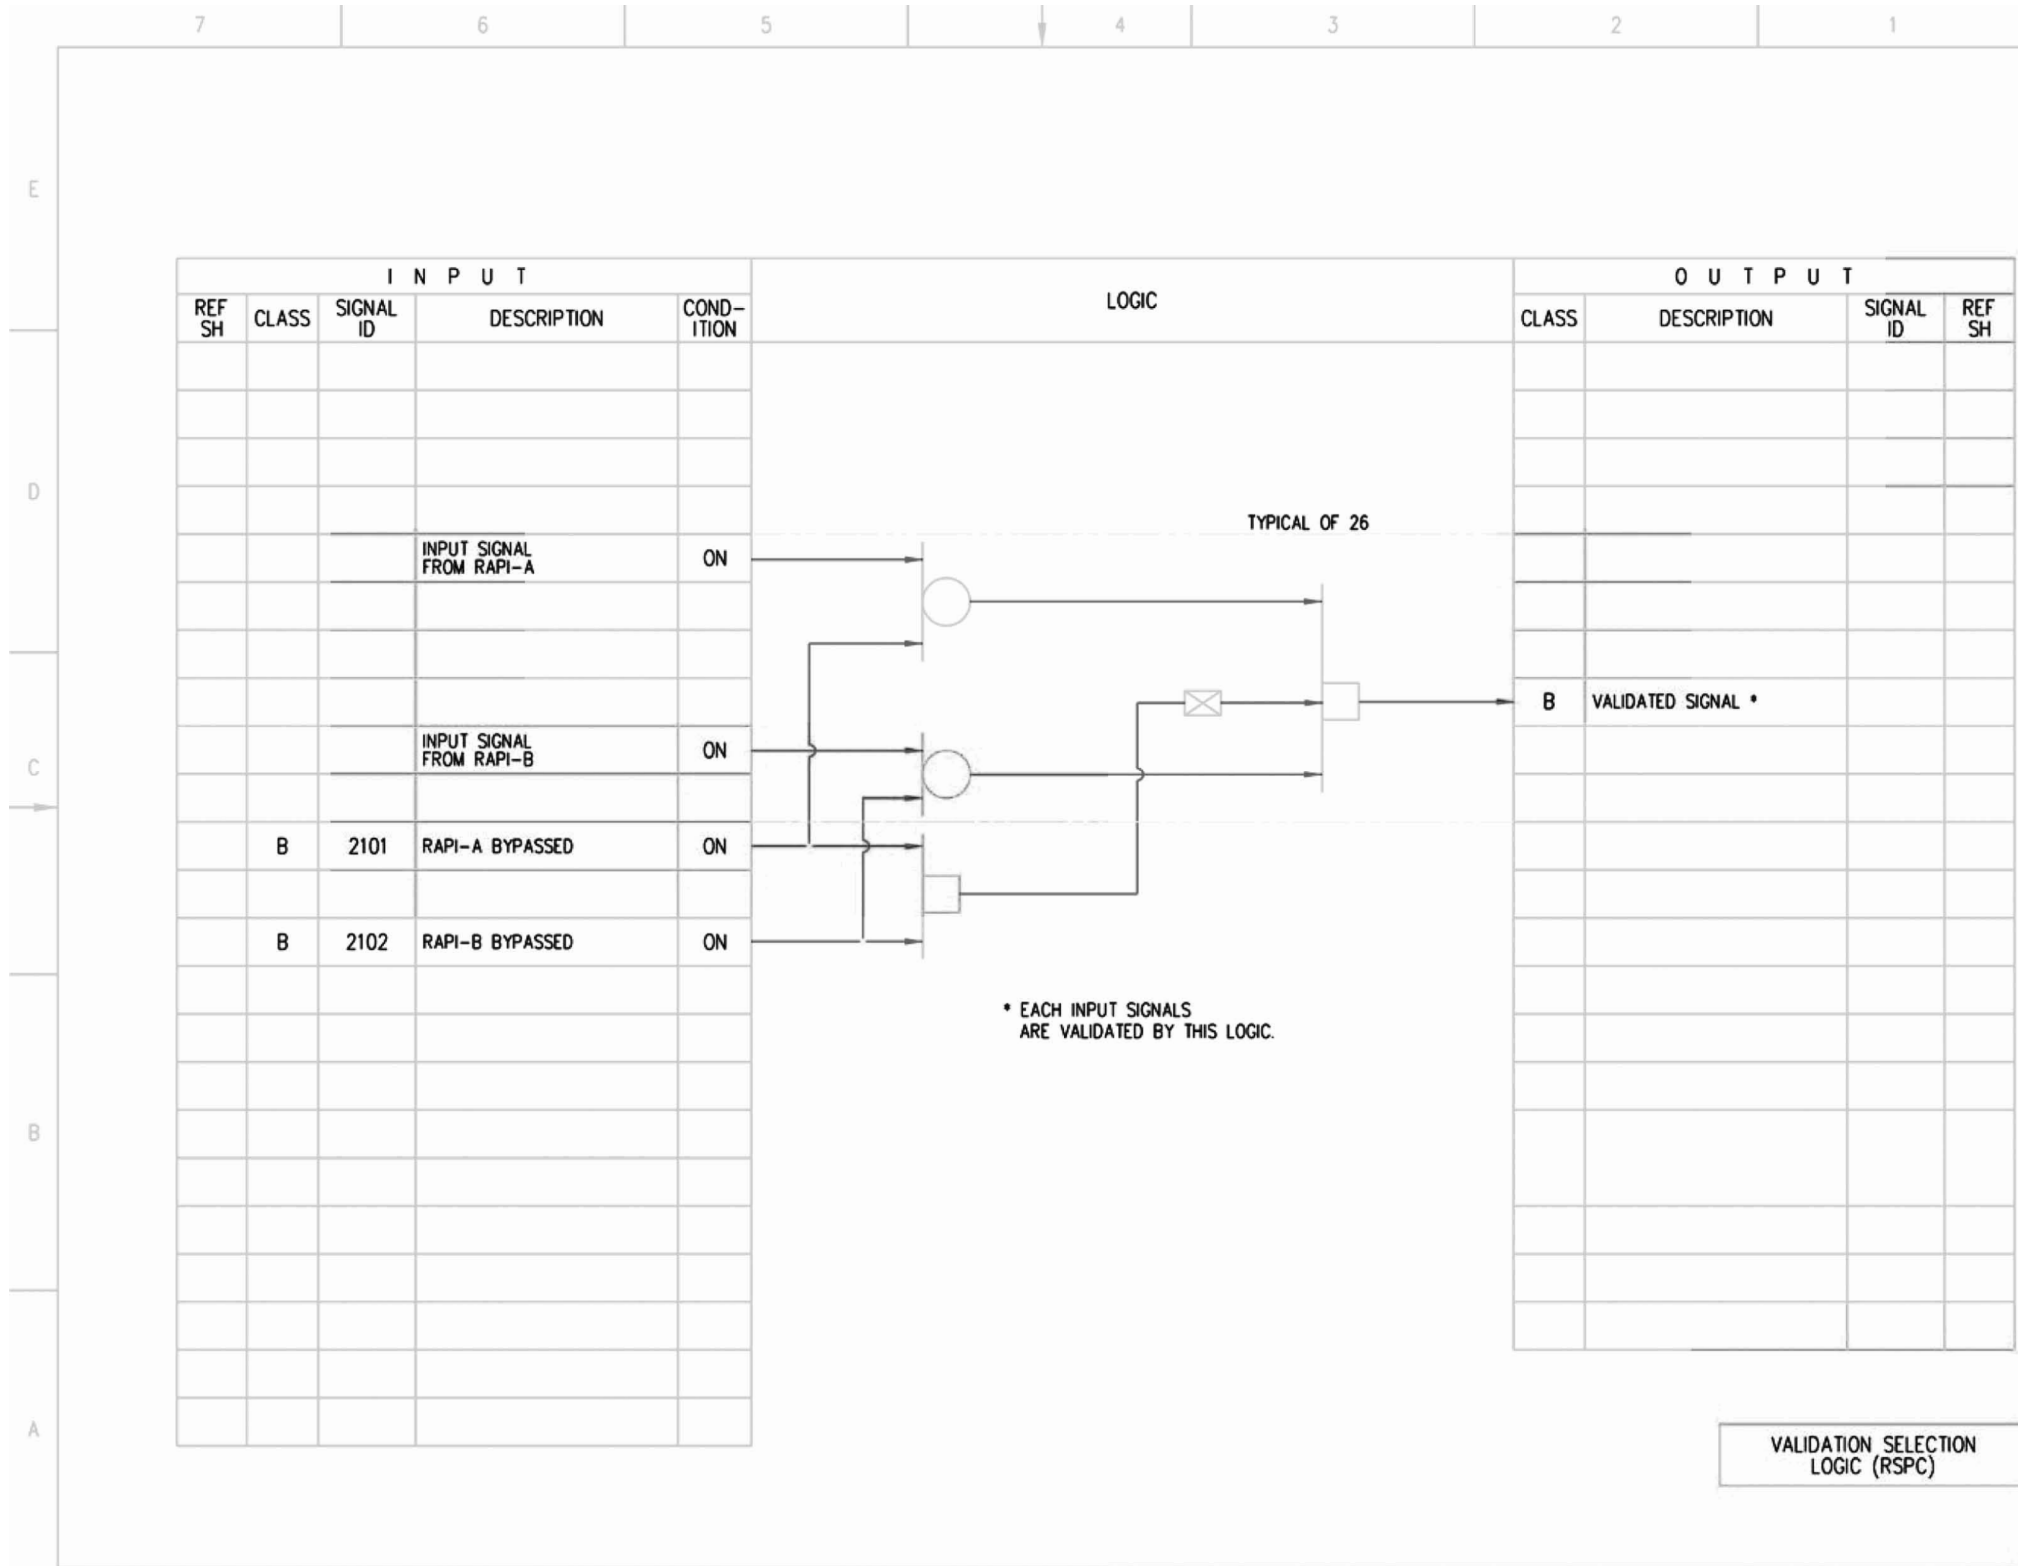 7 6 5 4 3 2 1
E
I N P U T
O U T P U T
REF SH
CLASS
SIGNAL ID
DESCRIPTION
COND-ITION
LOGIC
CLASS
DESCRIPTION
SIGNAL ID
REF SH
D
TYPICAL OF 26
INPUT SIGNAL
FROM RAPI-A
ON
B VALIDATED SIGNAL *
INPUT SIGNAL
FROM RAPI-B
ON
C
B 2101 RAPI-A BYPASSED ON
B 2102 RAPI-B BYPASSED ON
* EACH INPUT SIGNALS
ARE VALIDATED BY THIS LOGIC.
B
A
VALIDATION SELECTION
LOGIC (RSPC)